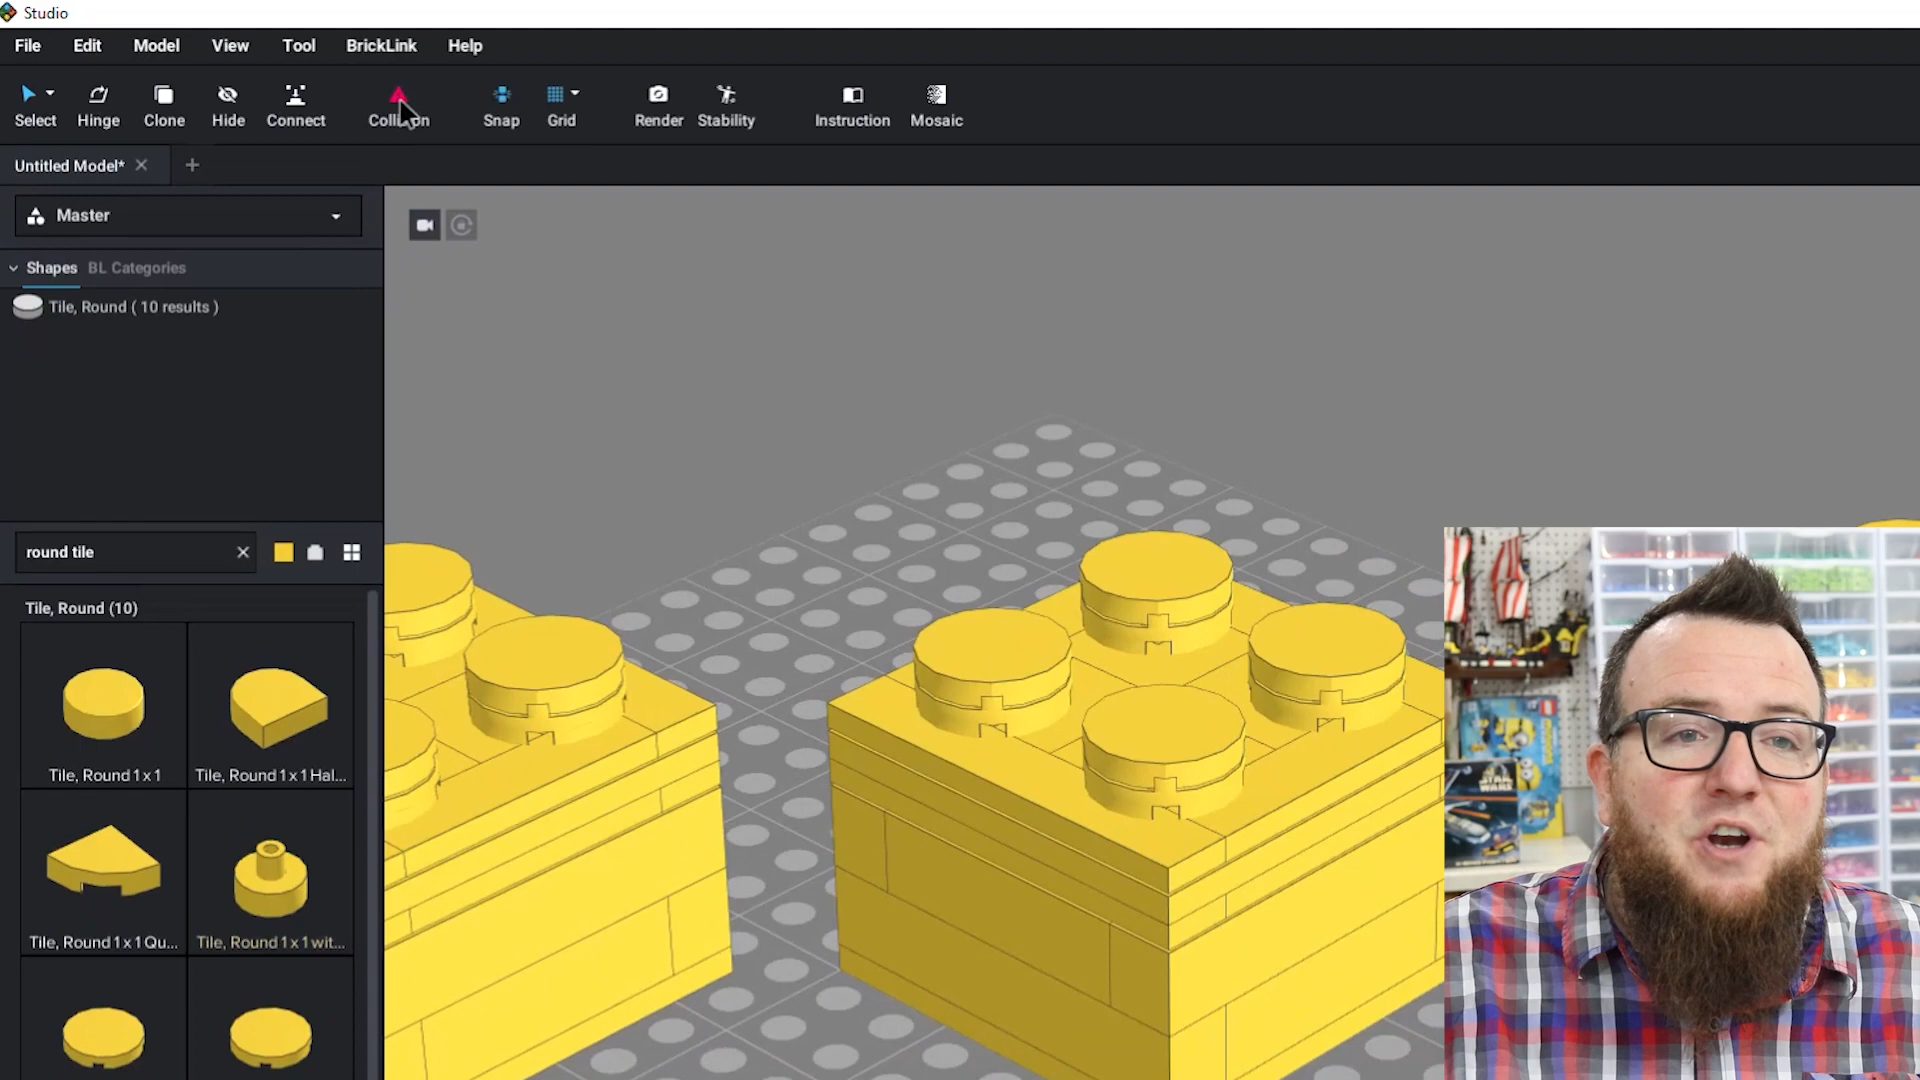 Studio
File Edit Model View Tool BrickLink Help
Select Hinge Clone Hide Connect Snap Grid Render Stability Instruction Mosaic
Untitled Model*
Master
Shapes BL Categories
Tile, Round ( 10 results )
round tile
Tile, Round (10)
Tile, Round 1 x 1 Tile, Round 1 x 1 Hal...
Tile, Round 1 x 1 Qu... Tile, Round 1 x 1 wit...
STAR
WARS